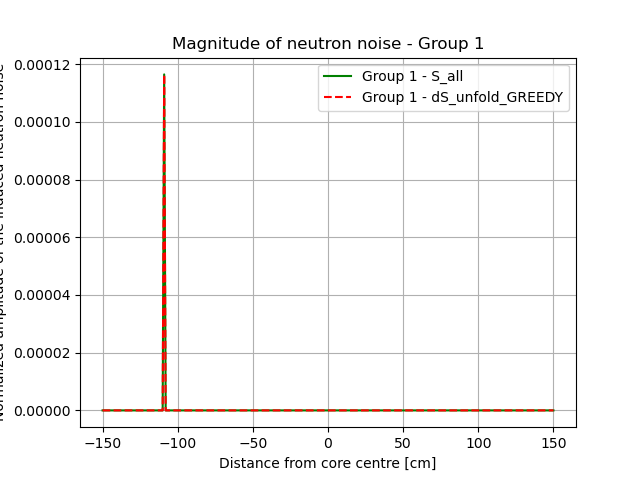 Magnitude of neutron noise - Group 1
Group 1 - S_all
Group 1 - dS_unfold_GREEDY
0.00012
0.00010
0.00008
0.00006
0.00004
0.00002
0.00000
−150
−100
−50
0
50
100
150
Distance from core centre [cm]
Normalized amplitude of the induced neutron noise